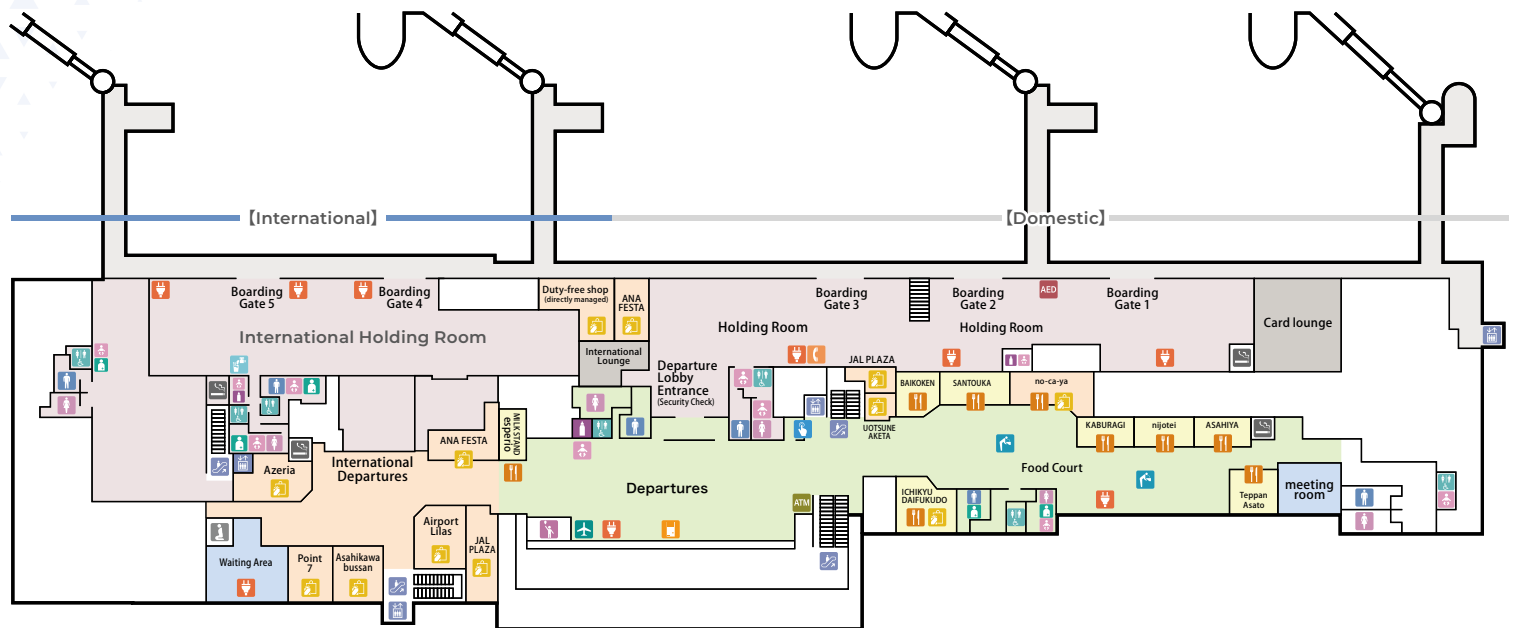 【International】
【Domestic】
Boarding
Gate 5
Boarding
Gate 4
International Holding Room
Duty-free shop
(directly managed)
ANA
FESTA
International
Lounge
Boarding
Gate 3
Boarding
Gate 2
AED
Boarding
Gate 1
Holding Room
Holding Room
Card lounge
Departure
Lobby
Entrance
(Security Check)
JAL PLAZA
UOTSUNE
AKETA
BAIKOKEN
SANTOUKA
no-ca-ya
KABURAGI
nijotei
ASAHIYA
MILK STAND
esperio
ANA FESTA
Azeria
International
Departures
Departures
Food Court
ATM
ICHIKYU
DAIFUKUDO
Teppan
Asato
meeting
room
Airport
Lilas
JAL
PLAZA
Waiting Area
Point
7
Asahikawa
bussan